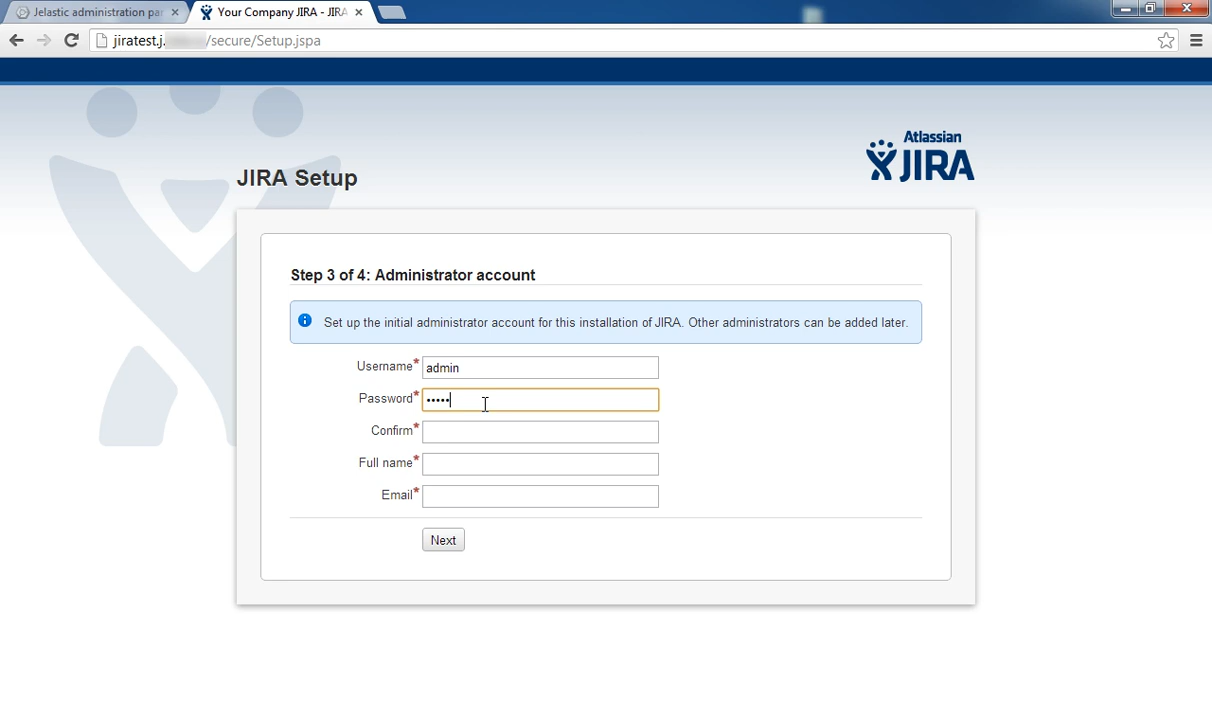 Jelastic administration pa
Your Company JIRA - JIRA
jiratest.j. /secure/Setup.jspa
Atlassian
JIRA
JIRA Setup
Step 3 of 4: Administrator account
Set up the initial administrator account for this installation of JIRA. Other administrators can be added later.
Username* admin
Password* •••••
Confirm*
Full name*
Email*
Next